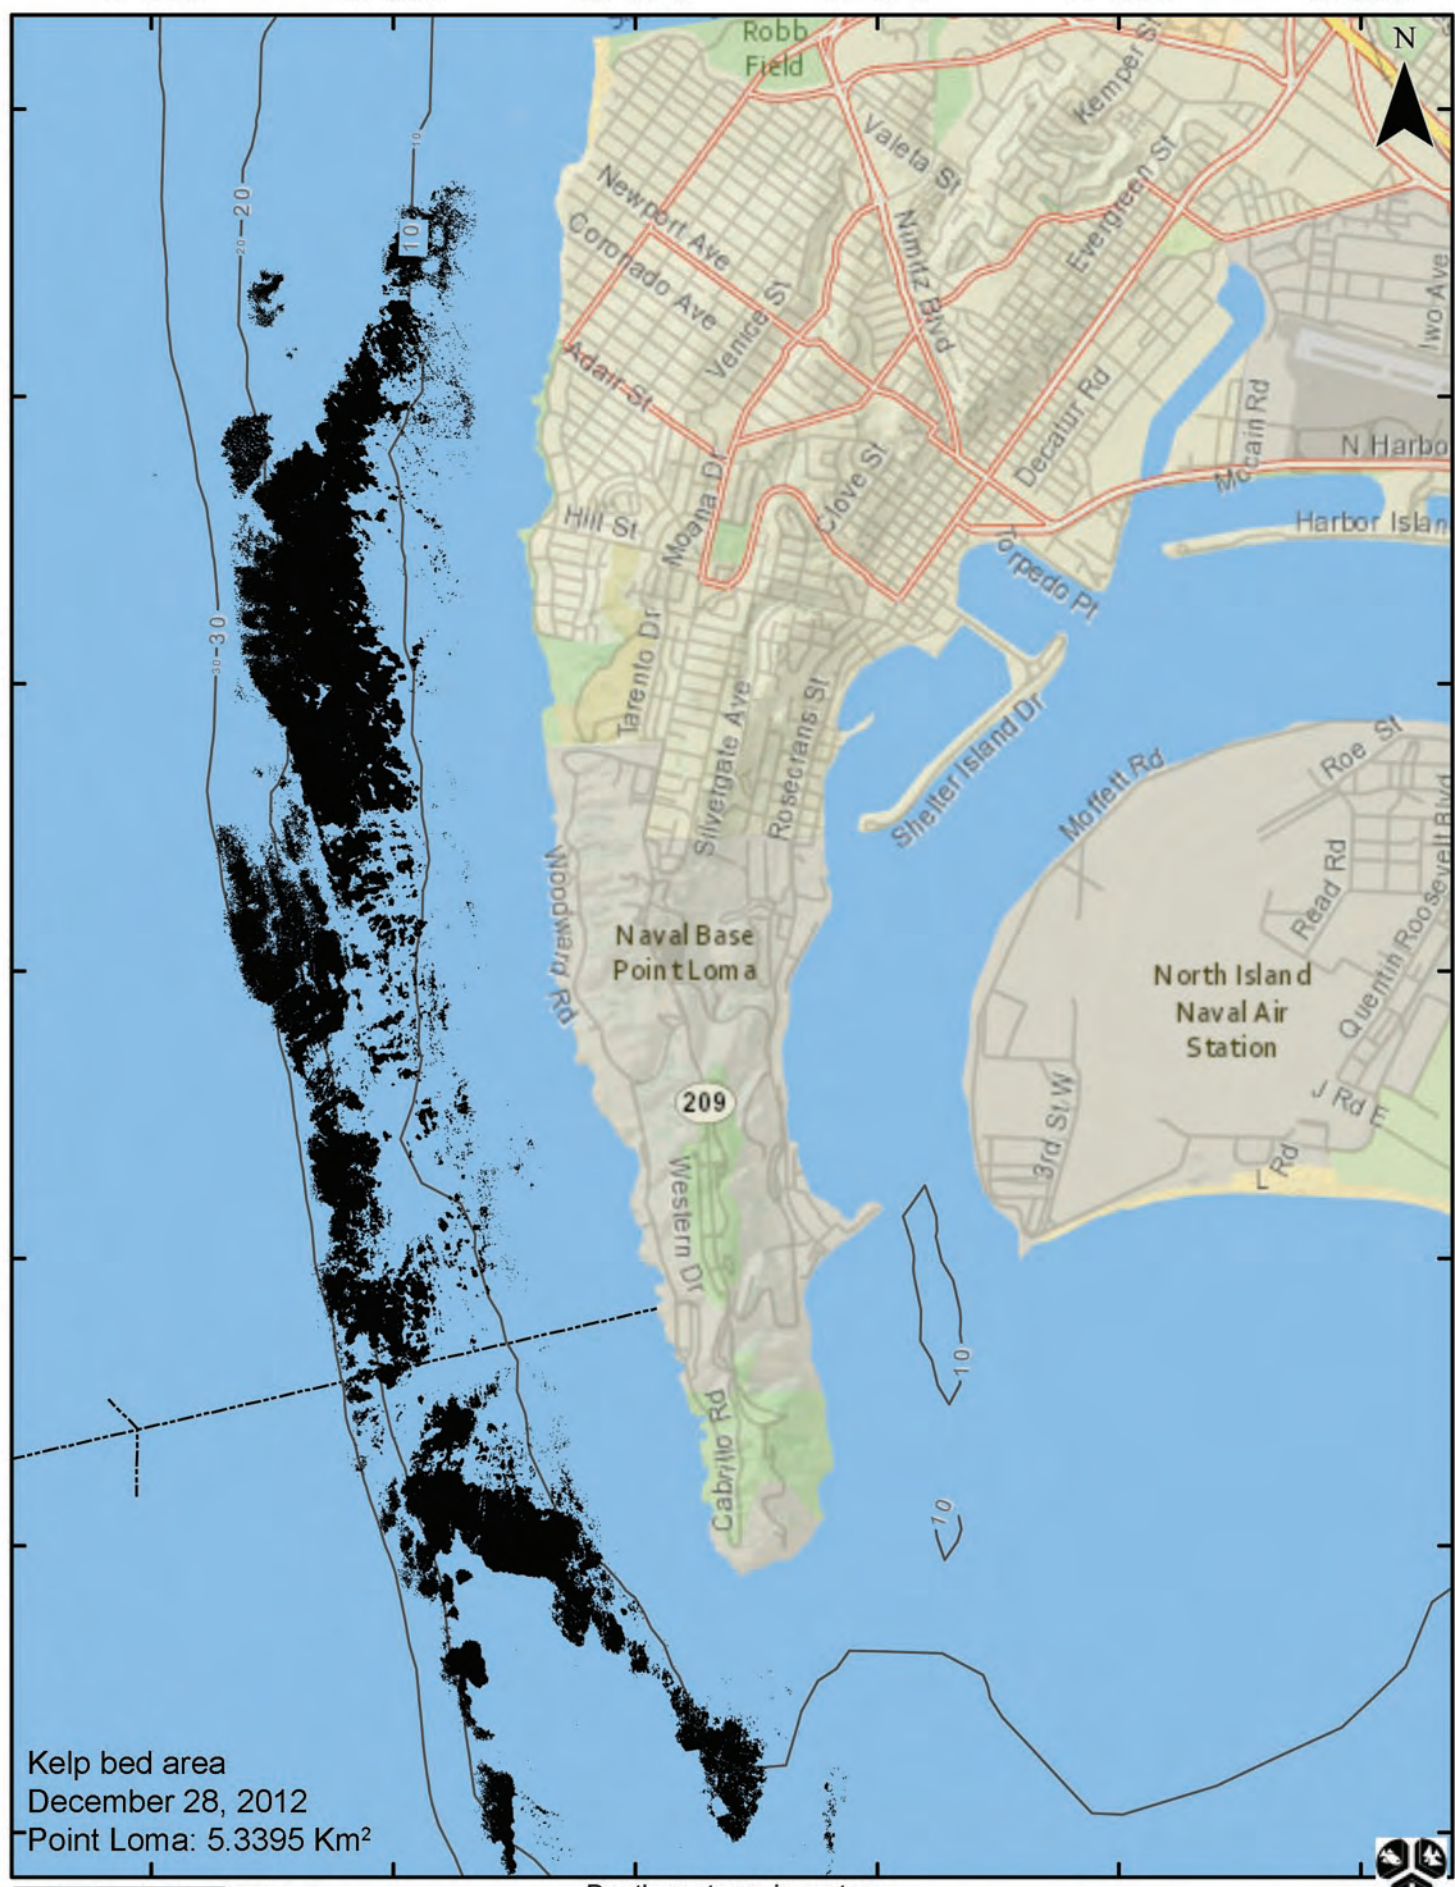 Robb
Field
N
Kemper St
Valeta St
Evergreen St
10
20
20
10
Newport Ave
Coronado Ave
Nimitz Blvd
Venice St
Iwo Ave
Adair St
Decatur Rd
Mccain Rd
N Harbo
Clove St
Moana Dr
Hill St
Harbor Islan
Torpedo Pt
30
30
Tarento Dr
Silvergate Ave
Rosecrans St
Shelter Island Dr
Moffett Rd
Roe St
Read Rd
Quentin Roosevelt Blvd
Woodward Rd
Naval Base
Point Loma
North Island
Naval Air
Station
209
3rd St W
J Rd E
L Rd
Western Dr
10
Cabrillo Rd
10
Kelp bed area
December 28, 2012
Point Loma: 5.3395 Km²